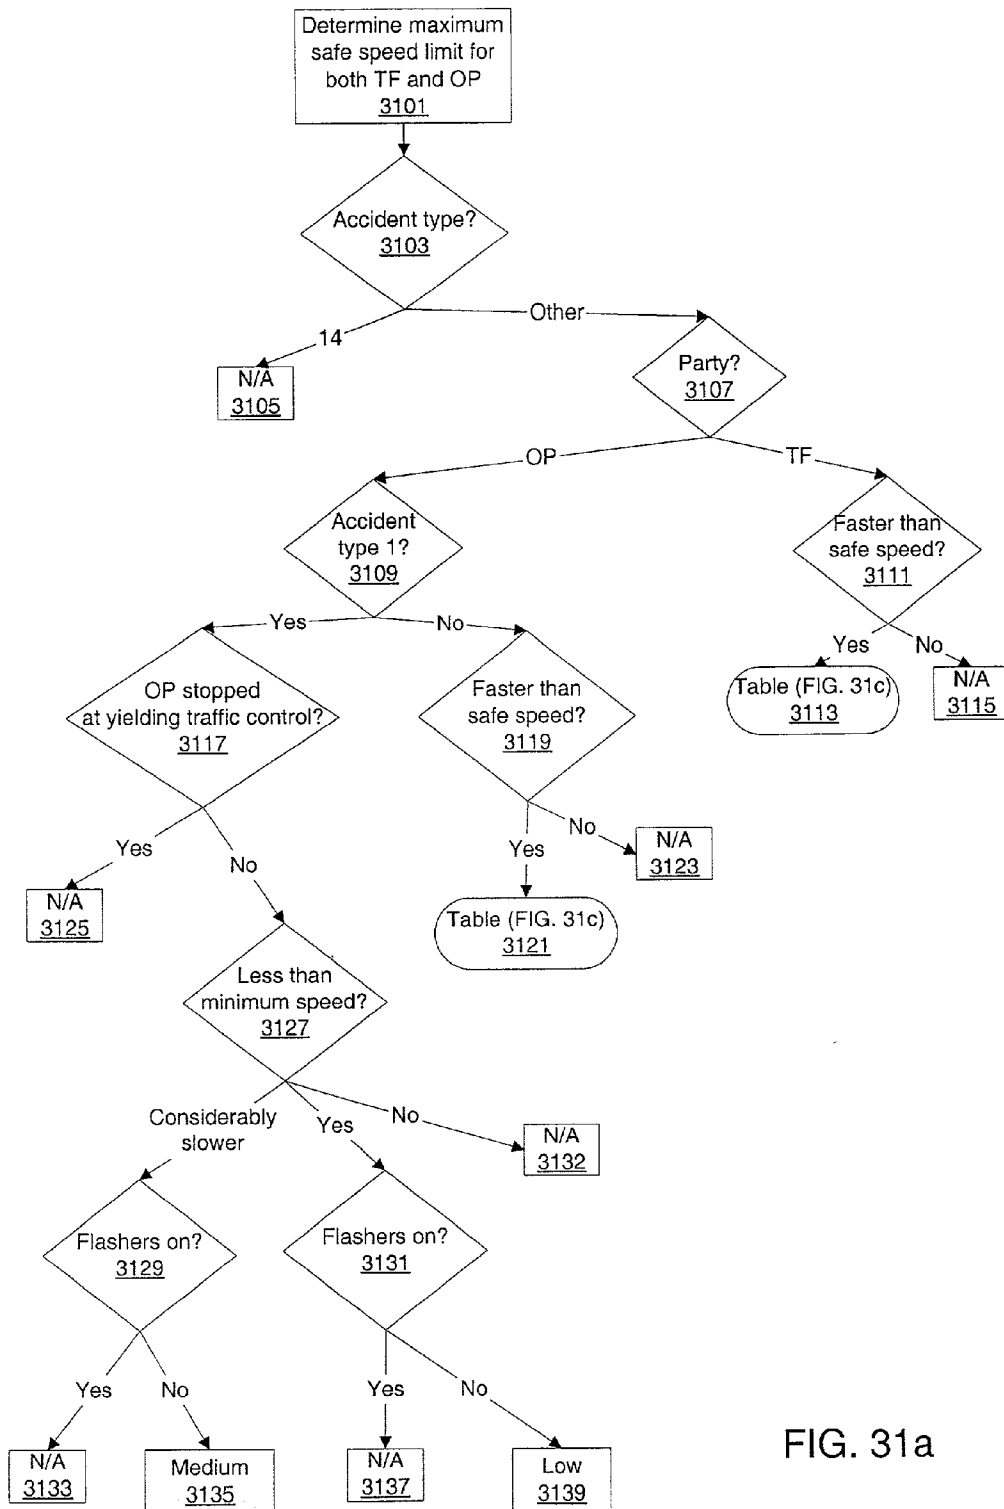 Determine maximum
safe speed limit for
both TF and OP
3101
Accident type?
3103
Other
14
N/A
3105
Party?
3107
OP
TF
Accident
type 1?
3109
Faster than
safe speed?
3111
Yes
No
Yes
No
OP stopped
at yielding traffic control?
3117
Faster than
safe speed?
3119
Table (FIG. 31c)
3113
N/A
3115
Yes
No
Yes
No
N/A
3123
N/A
3125
Table (FIG. 31c)
3121
Less than
minimum speed?
3127
Considerably
slower
Yes
No
N/A
3132
Flashers on?
3129
Flashers on?
3131
Yes
No
Yes
No
N/A
3133
Medium
3135
N/A
3137
Low
3139
FIG. 31a